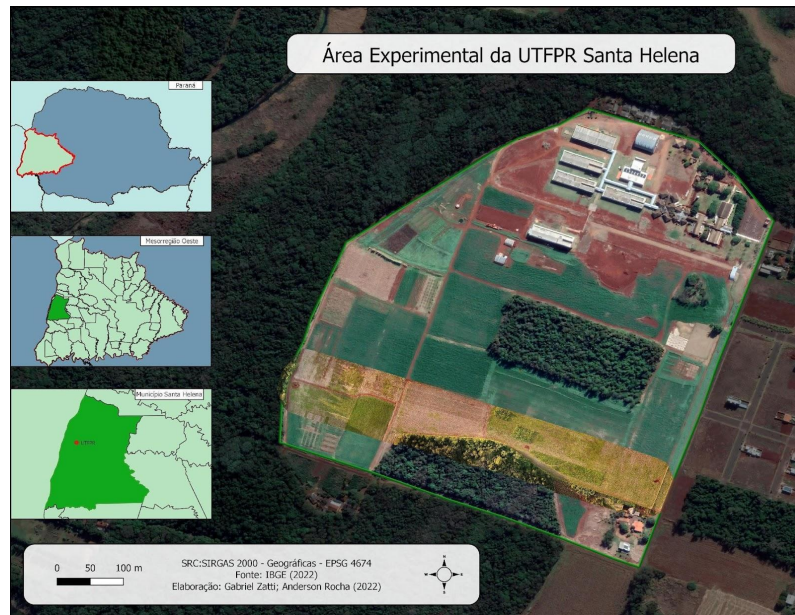 Área Experimental da UTFPR Santa Helena
Paraná
Mesorregião Oeste
Município Santa Helena
UTFPR
0 50 100 m
SRC:SIRGAS 2000 - Geográficas - EPSG 4674
Fonte: IBGE (2022)
Elaboração: Gabriel Zatti; Anderson Rocha (2022)